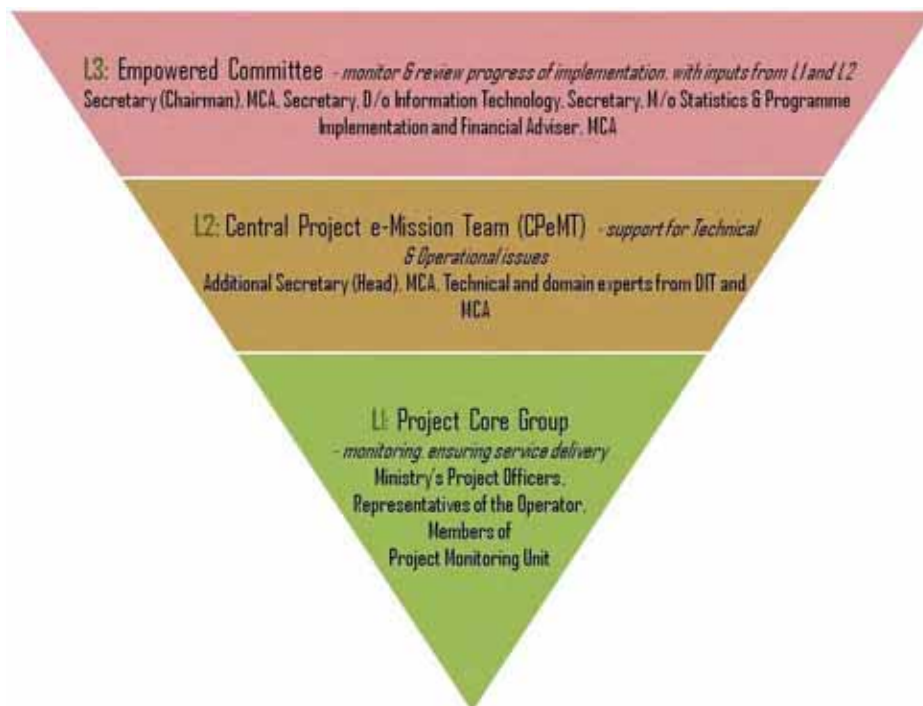 L3: Empowered Committee - monitor & review progress of implementation, with inputs from L1 and L2
Secretary (Chairman), MCA, Secretary, D/o Information Technology, Secretary, M/o Statistics & Programme
Implementation and Financial Adviser, MCA
L2: Central Project e-Mission Team (CPeMT) - support for Technical
& Operational issues
Additional Secretary (Head), MCA, Technical and domain experts from DIT and
MCA
L1: Project Core Group
- monitoring, ensuring service delivery
Ministry's Project Officers,
Representatives of the Operator,
Members of
Project Monitoring Unit